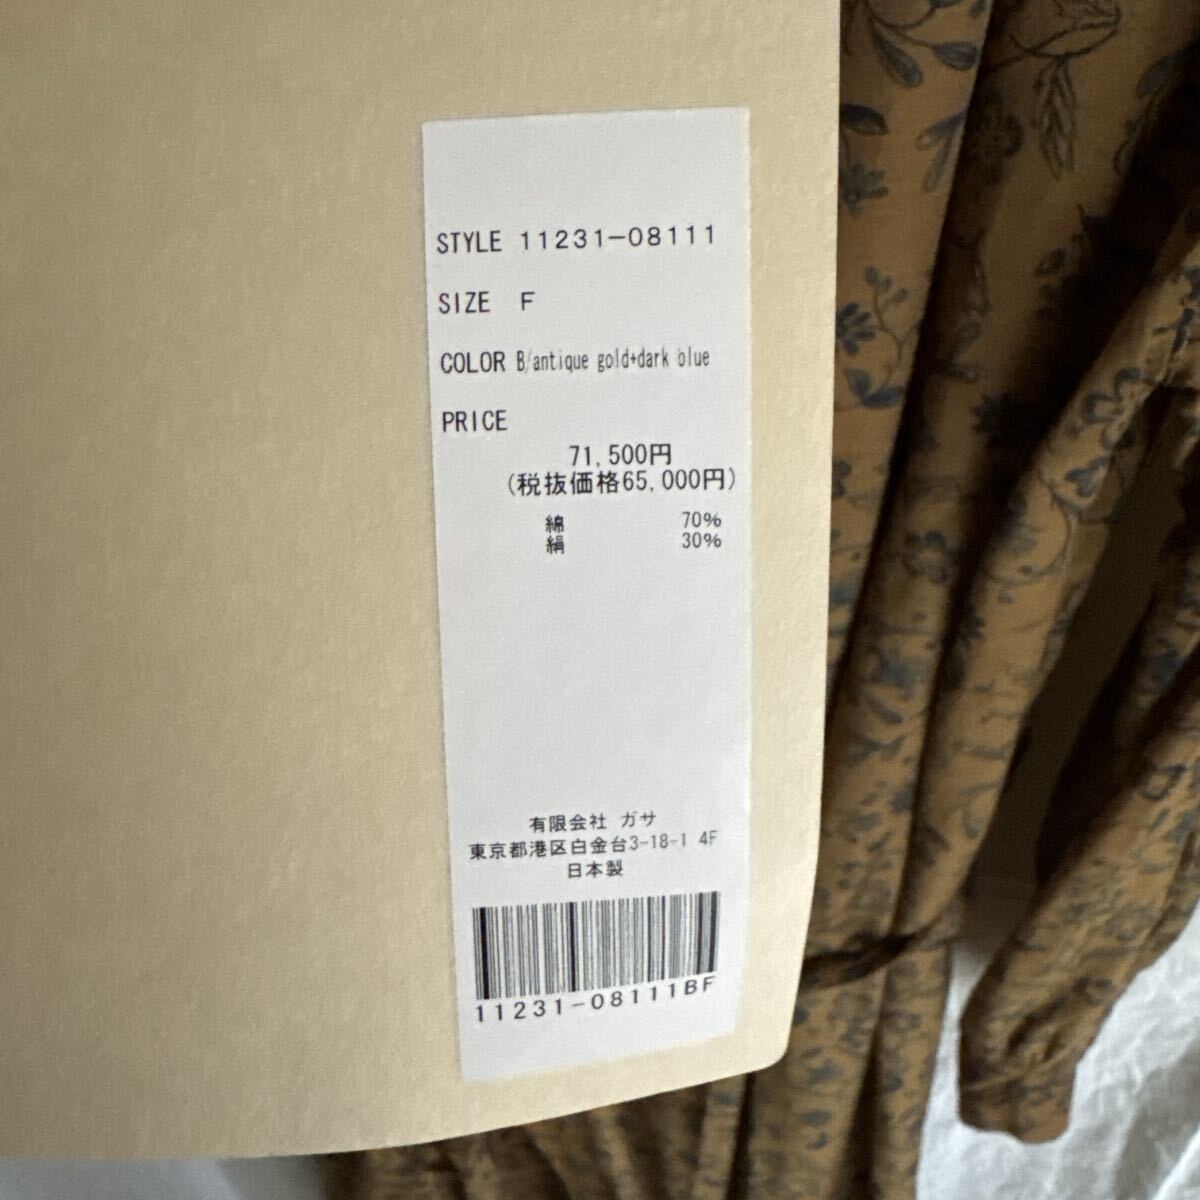 STYLE 11231-08111
SIZE F
COLOR B/antique gold+dark blue
PRICE
71,500円
(税抜価格65,000円)
綿 70%
絹 30%
有限会社 ガサ
東京都港区白金台3-18-1 4F
日本製
11231-08111BF